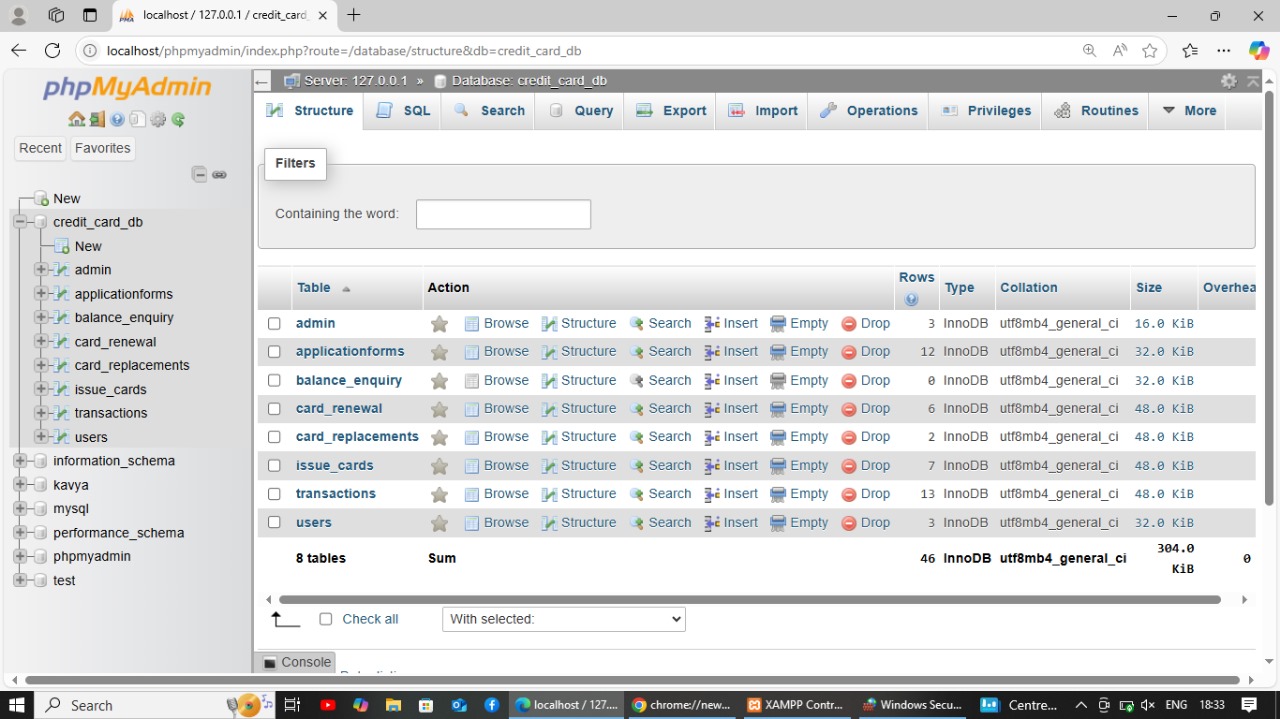 localhost / 127.0.0.1 / credit_card_
localhost/phpmyadmin/index.php?route=/database/structure&db=credit_card_db
phpMyAdmin
Recent Favorites
New
credit_card_db
New
admin
applicationforms
balance_enquiry
card_renewal
card_replacements
issue_cards
transactions
users
information_schema
kavya
mysql
performance_schema
phpmyadmin
test
Server: 127.0.0.1 » Database: credit_card_db
Structure SQL Search Query Export Import Operations Privileges Routines More
Filters
Containing the word:
Table Action Rows Type Collation Size Overhea
admin Browse Structure Search Insert Empty Drop 3 InnoDB utf8mb4_general_ci 16.0 KiB
applicationforms Browse Structure Search Insert Empty Drop 12 InnoDB utf8mb4_general_ci 32.0 KiB
balance_enquiry Browse Structure Search Insert Empty Drop 0 InnoDB utf8mb4_general_ci 32.0 KiB
card_renewal Browse Structure Search Insert Empty Drop 6 InnoDB utf8mb4_general_ci 48.0 KiB
card_replacements Browse Structure Search Insert Empty Drop 2 InnoDB utf8mb4_general_ci 48.0 KiB
issue_cards Browse Structure Search Insert Empty Drop 7 InnoDB utf8mb4_general_ci 48.0 KiB
transactions Browse Structure Search Insert Empty Drop 13 InnoDB utf8mb4_general_ci 48.0 KiB
users Browse Structure Search Insert Empty Drop 3 InnoDB utf8mb4_general_ci 32.0 KiB
8 tables Sum 46 InnoDB utf8mb4_general_ci 304.0 KiB 0
Check all With selected:
Console
Search localhost / 127.... chrome://new... XAMPP Contr... Windows Secu... Centre... ENG 18:33